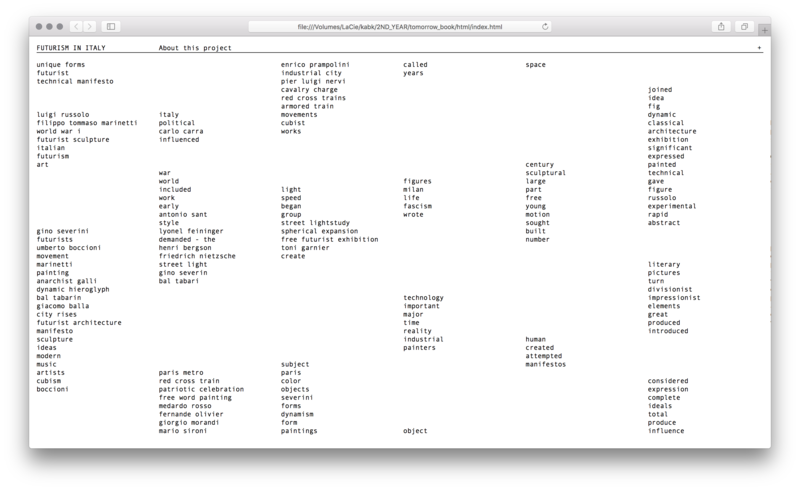 file:///Volumes/LaCie/kabk/2ND_YEAR/tomorrow_book/html/index.html
FUTURISM IN ITALY About this project +
unique forms enrico prampolini called space
futurist industrial city years
technical manifesto pier luigi nervi
cavalry charge joined
red cross trains idea
armored train fig
luigi russolo italy movements dynamic
filippo tommaso marinetti political cubist classical
world war i carlo carra works architecture
futurist sculpture influenced exhibition
italian significant
futurism expressed
art century painted
war sculptural technical
world figures large gave
included light milan part figure
work speed life free russolo
early began fascism young experimental
antonio sant group wrote motion rapid
style street lightstudy sought abstract
gino severini lyonel feininger spherical expansion built
futurists demanded - the free futurist exhibition number
umberto boccioni henri bergson toni garnier
movement friedrich nietzsche create
marinetti street light literary
painting gino severin pictures
anarchist galli bal tabari turn
dynamic hieroglyph divisionist
bal tabarin technology impressionist
giacomo balla important elements
city rises major great
futurist architecture time produced
manifesto reality introduced
sculpture industrial human
ideas painters created
modern attempted
music subject manifestos
artists paris metro paris
cubism red cross train color considered
boccioni patriotic celebration objects expression
free word painting severini complete
medardo rosso forms ideals
fernande olivier dynamism total
giorgio morandi form produce
mario sironi paintings object influence